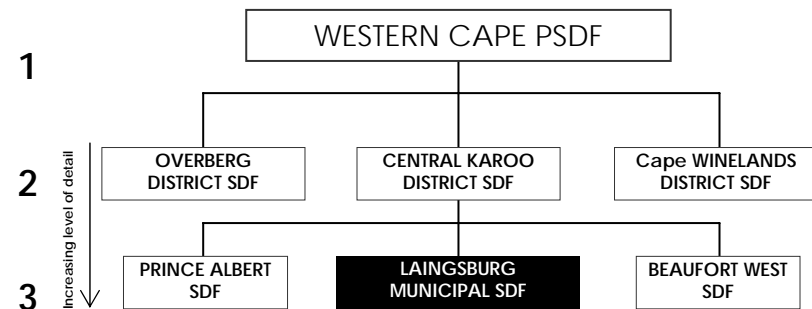 WESTERN CAPE PSDF
1
2
Increasing level of detail
OVERBERG
DISTRICT SDF
CENTRAL KAROO
DISTRICT SDF
Cape WINELANDS
DISTRICT SDF
3
PRINCE ALBERT
SDF
LAINGSBURG
MUNICIPAL SDF
BEAUFORT WEST
SDF